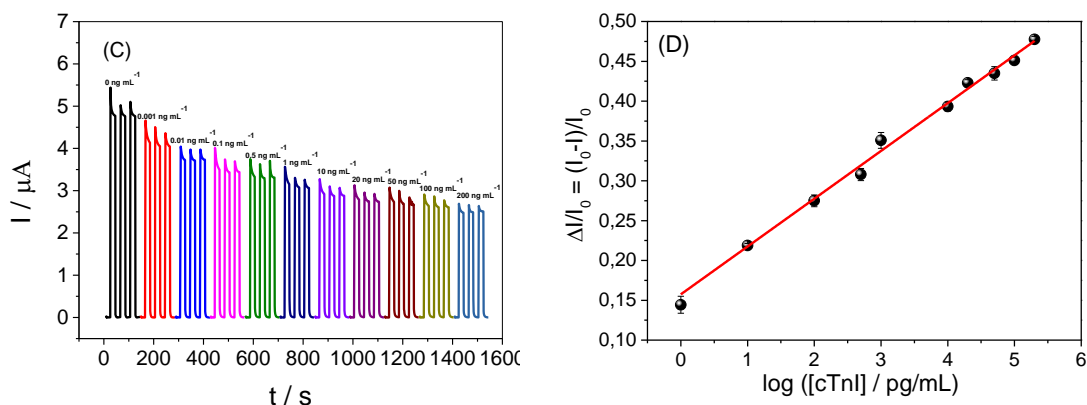 (C)
I / µA
7
6
5
4
3
2
1
0
0 ng mL⁻¹
0.001 ng mL⁻¹
0.01 ng mL⁻¹
0.1 ng mL⁻¹
0.5 ng mL⁻¹
1 ng mL⁻¹
10 ng mL⁻¹
20 ng mL⁻¹
50 ng mL⁻¹
100 ng mL⁻¹
200 ng mL⁻¹
0 200 400 600 800 1000 1200 1400 1600
t / s
(D)
ΔI/I₀ = (I₀-I)/I₀
0,50
0,45
0,40
0,35
0,30
0,25
0,20
0,15
0,10
0 1 2 3 4 5 6
log ([cTnI] / pg/mL)